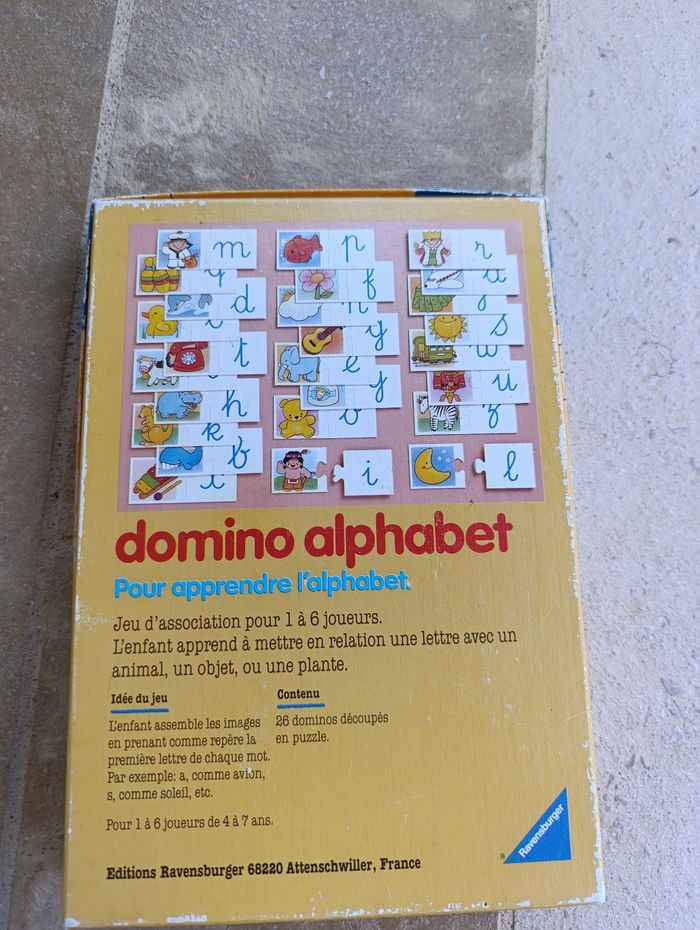 m
p
r
d
f
t
y
s
h
e
u
k
j
b
i
l
domino alphabet
Pour apprendre l'alphabet.
Jeu d'association pour 1 à 6 joueurs.
L'enfant apprend à mettre en relation une lettre avec un
animal, un objet, ou une plante.
Idée du jeu
L'enfant assemble les images
en prenant comme repère la
première lettre de chaque mot.
Par exemple: a, comme avion,
s, comme soleil, etc.
Pour 1 à 6 joueurs de 4 à 7 ans.
Contenu
26 dominos découpés
en puzzle.
Editions Ravensburger 68220 Attenschwiller, France
® Ravensburger